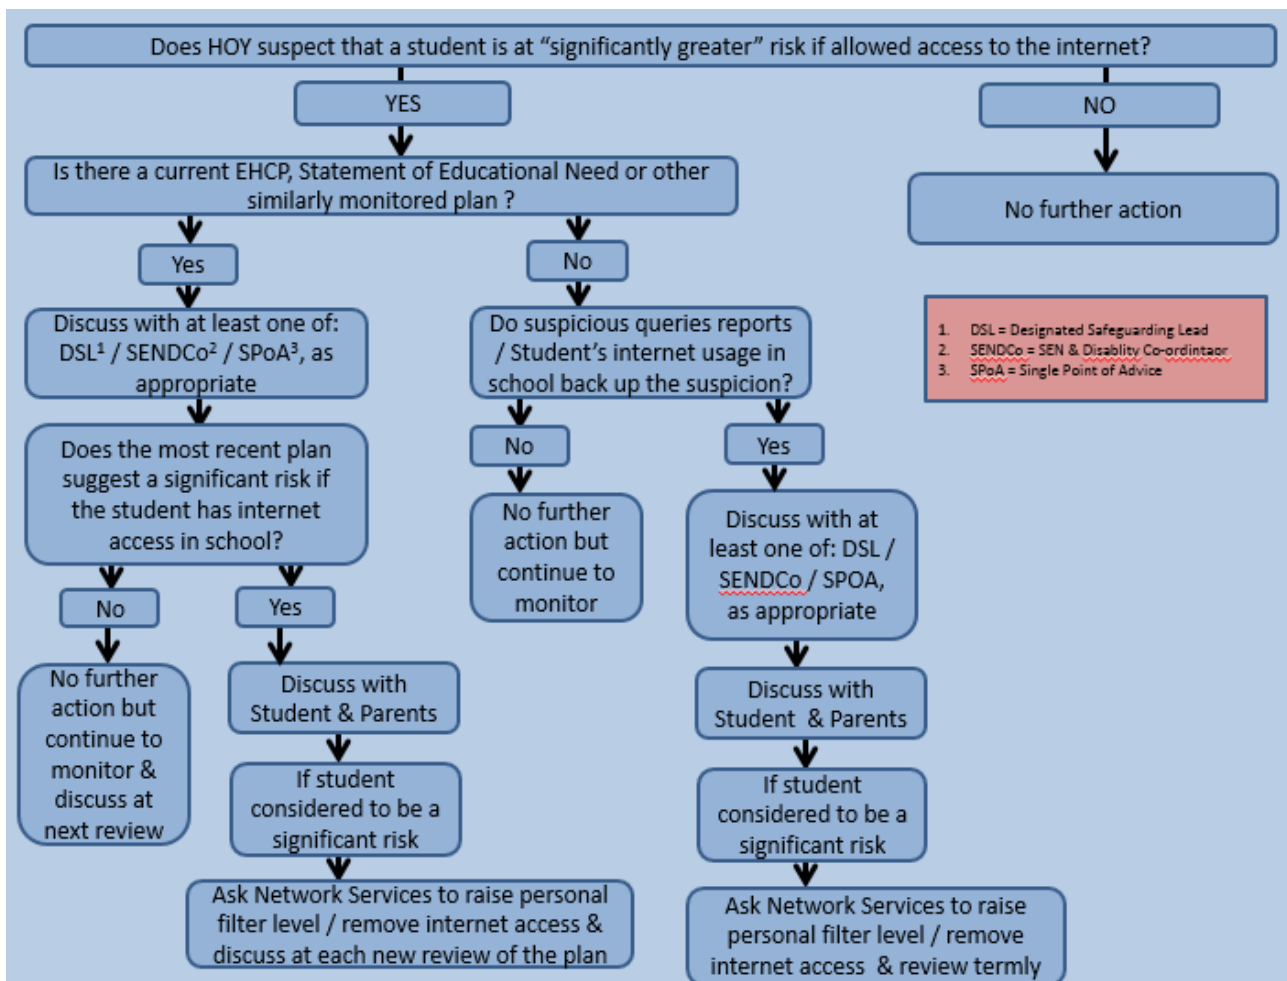 Does HOY suspect that a student is at “significantly greater” risk if allowed access to the internet?
YES
NO
Is there a current EHCP, Statement of Educational Need or other
similarly monitored plan ?
No further action
Yes
No
Discuss with at least one of:
DSL¹ / SENDCo² / SPoA³, as
appropriate
Do suspicious queries reports
/ Student’s internet usage in
school back up the suspicion?
1. DSL = Designated Safeguarding Lead
2. SENDCo = SEN & Disablity Co-ordintaor
3. SPoA = Single Point of Advice
Does the most recent plan
suggest a significant risk if
the student has internet
access in school?
No
Yes
No further
action but
continue to
monitor
Discuss with at
least one of: DSL /
SENDCo / SPOA,
as appropriate
No
Yes
No further
action but
continue to
monitor &
discuss at
next review
Discuss with
Student & Parents
Discuss with
Student & Parents
If student
considered to be a
significant risk
If student
considered to be a
significant risk
Ask Network Services to raise personal
filter level / remove internet access &
discuss at each new review of the plan
Ask Network Services to raise
personal filter level / remove
internet access & review termly